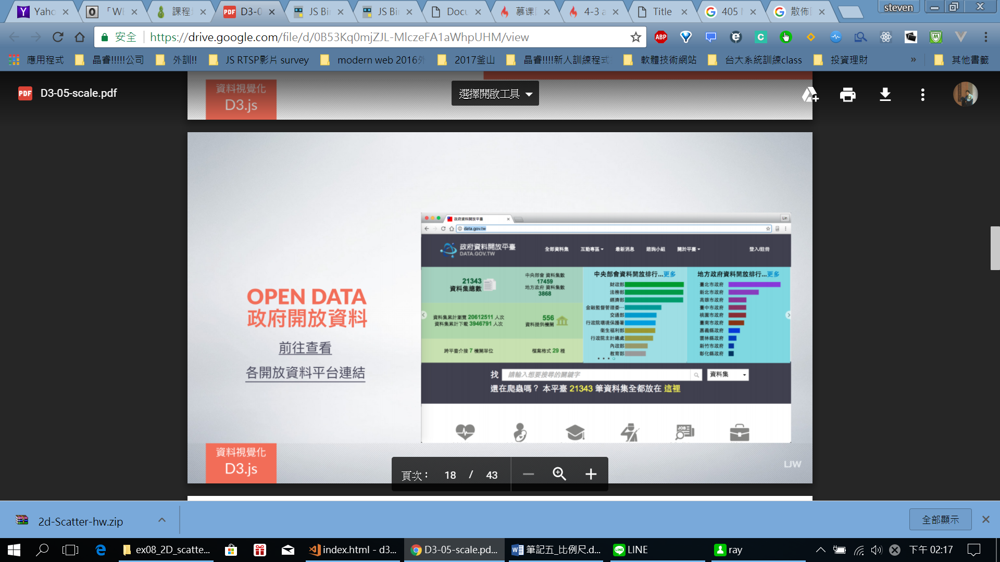 Yaho
「WE
課程
D3-0
JS Bin
JS Bin
Docu
慕课
4-3 a
Title
405 
散佈
steven
安全
https://drive.google.com/file/d/0B53Kq0mjZJL-MlczeFA1aWhpUHM/view
應用程式
晶睿!!!!!公司
外訓!!
JS RTSP影片 survey
modern web 2016外
2017釜山
晶睿!!!!新人訓練程式
軟體技術網站
台大系統訓練class
投資理財
»
其他書籤
PDF
D3-05-scale.pdf
選擇開啟工具
資料視覺化
D3.js
政府資料開放平臺
Lin
data.gov.tw
政府資料開放平臺
DATA.GOV.TW
全部資料集
互動專區
最新消息
諮詢小組
關於平臺
登入/註冊
21343
資料集總數
中央部會 資料集數
17459
地方政府 資料集數
3868
資料集累計瀏覽 20612511 人次
資料集累計下載 3946791 人次
556
資料提供機關
跨平臺介接 7 機關單位
檔案格式 29 種
中央部會資料開放排行...更多
財政部
法務部
經濟部
金融監督管理委...
交通部
行政院環境保護署
衛生福利部
行政院主計總處
內政部
教育部
地方政府資料開放排行...更多
臺北市政府
新北市政府
高雄市政府
臺中市政府
桃園市政府
臺南市政府
嘉義縣政府
雲林縣政府
新竹市政府
彰化縣政府
找
請輸入想要搜尋的關鍵字
資料集
還在爬蟲嗎？ 本平臺 21343 筆資料集全都放在 這裡
JOB
OPEN DATA
政府開放資料
前往查看
各開放資料平台連結
資料視覺化
D3.js
LJW
頁次：
18 / 43
2d-Scatter-hw.zip
全部顯示
ex08_2D_scatte...
index.html - d3...
D3-05-scale.pd...
筆記五_比例尺.d...
LINE
ray
下午 02:17